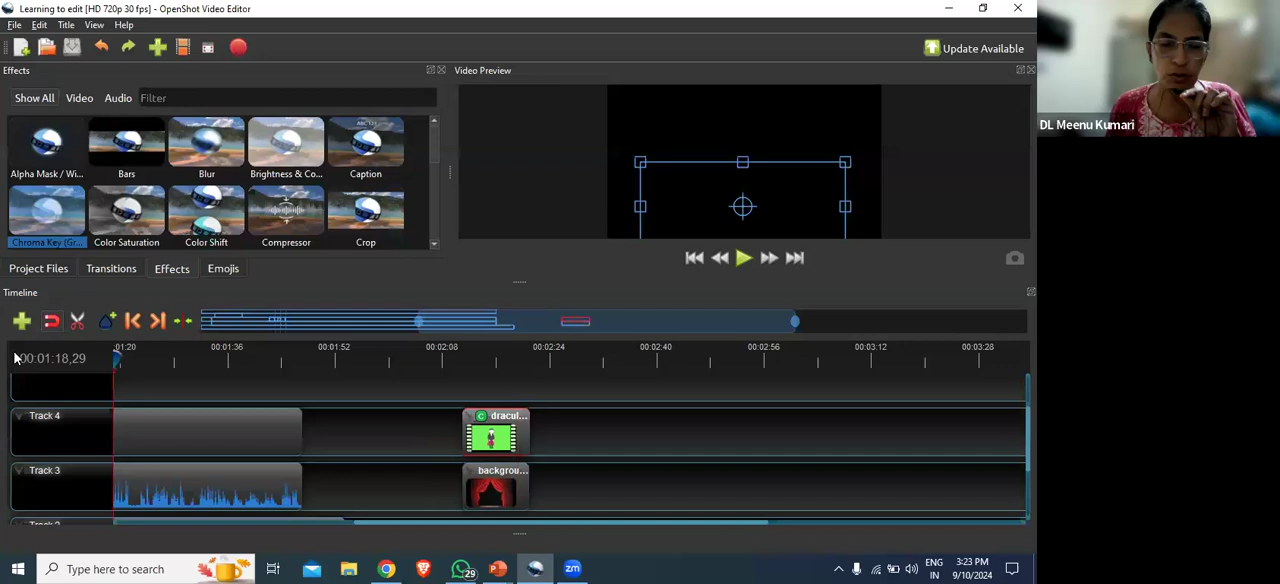 Learning to edit [HD 720p 30 fps] - OpenShot Video Editor
File Edit Title View Help
Update Available
Effects
Video Preview
Show All Video Audio Filter
DL Meenu Kumari
Alpha Mask / Wi... Bars Blur Brightness & Co... Caption
Chroma Key (Gr... Color Saturation Color Shift Compressor Crop
Project Files Transitions Effects Emojis
Timeline
00:01:18,29
:01:20 00:01:36 00:01:52 00:02:08 00:02:24 00:02:40 00:02:56 00:03:12 00:03:28
Track 4
C dracul...
Track 3
backgrou...
Type here to search
29
zm
ENG
IN
3:23 PM
9/10/2024